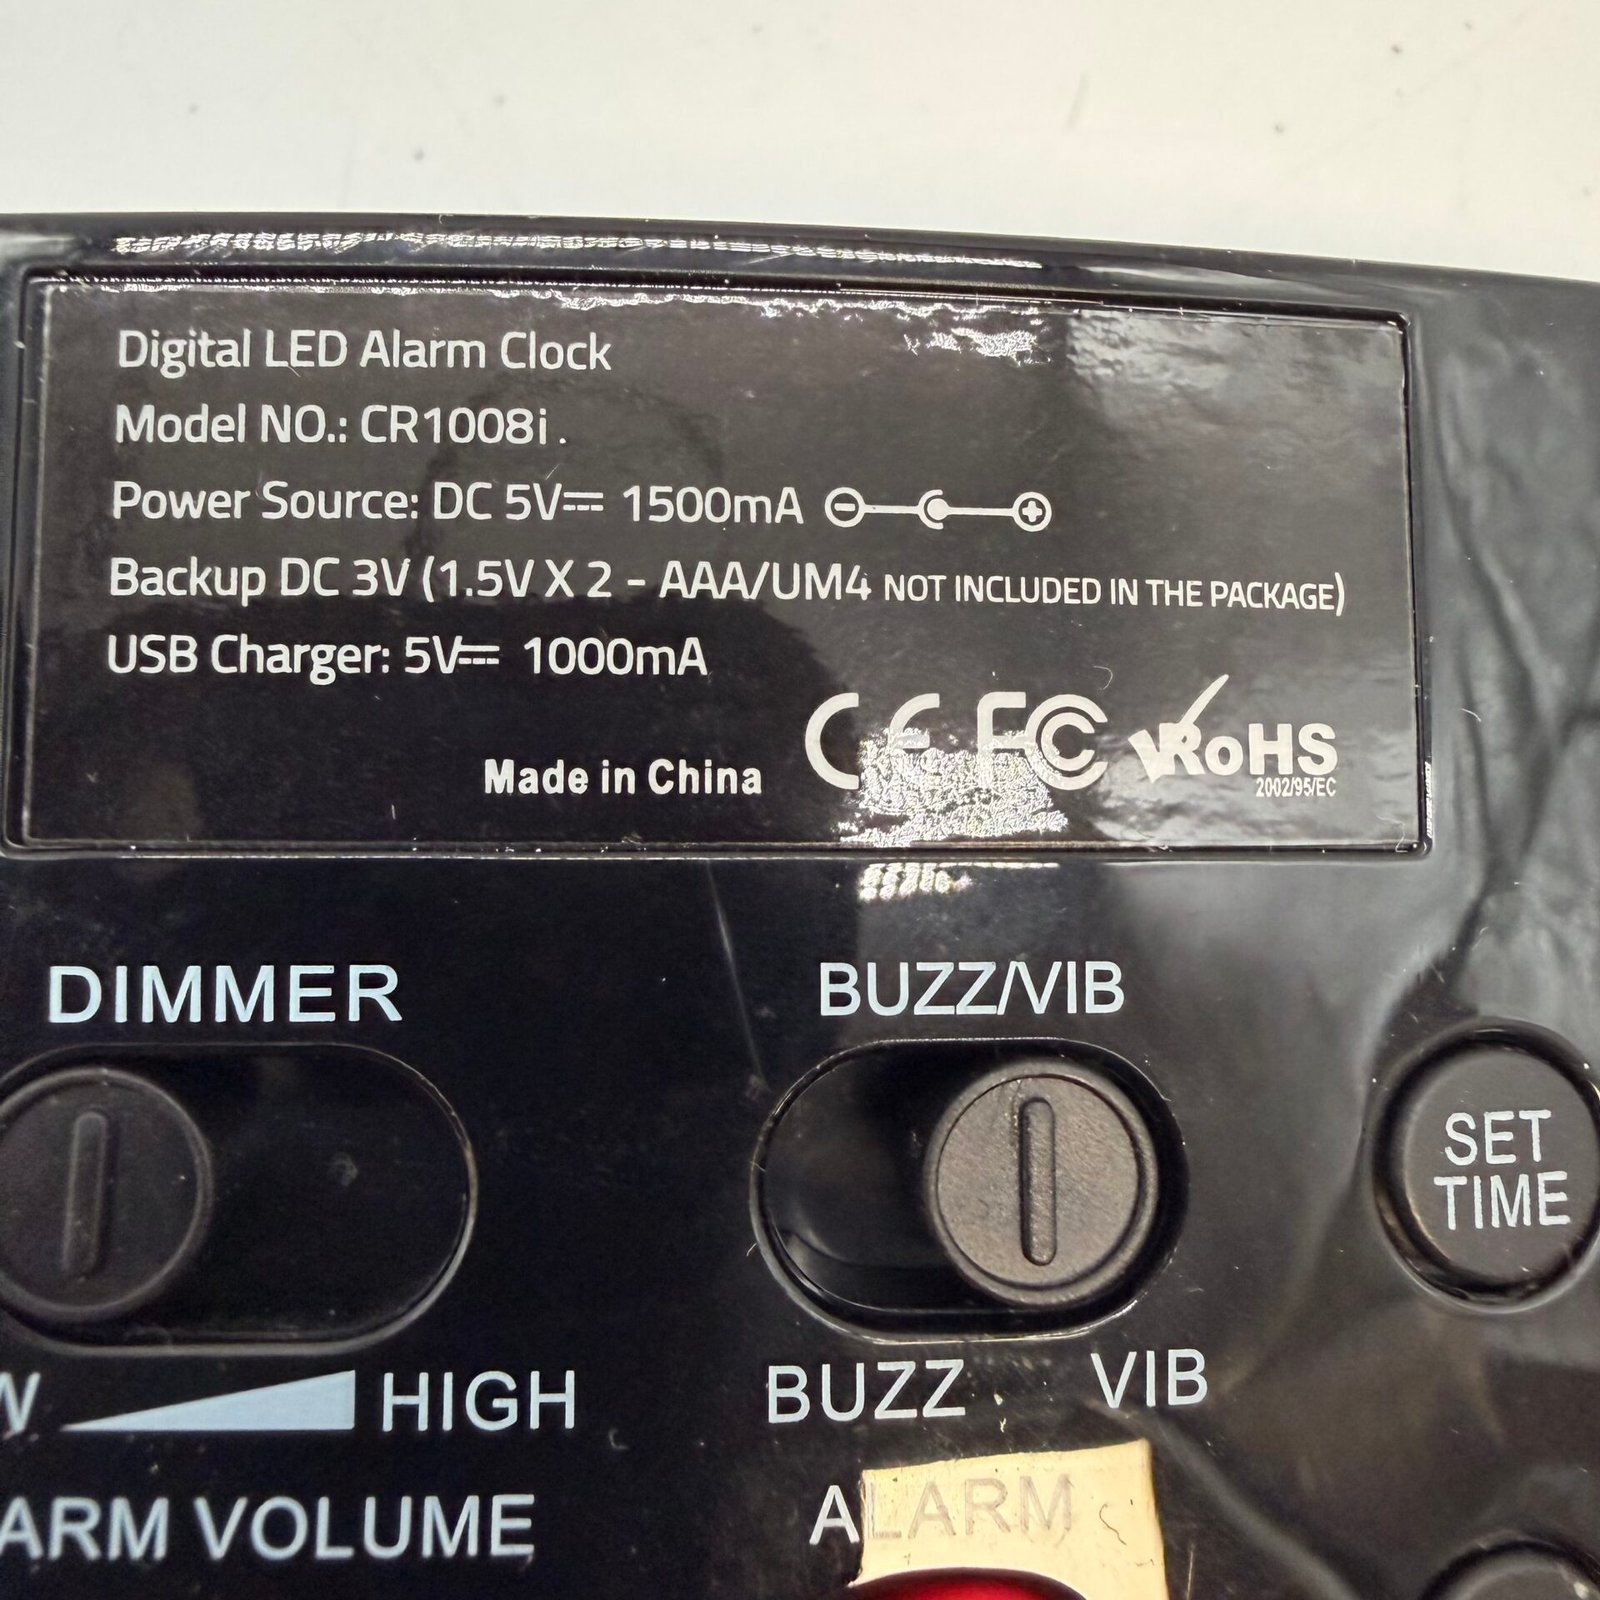 Digital LED Alarm Clock
Model NO.: CR1008i.
Power Source: DC 5V⎓ 1500mA
Backup DC 3V (1.5V X 2 - AAA/UM4 NOT INCLUDED IN THE PACKAGE)
USB Charger: 5V⎓ 1000mA
Made in China CE FC RoHS
2002/95/EC
DIMMER BUZZ/VIB
SET
TIME
W HIGH BUZZ VIB
ARM VOLUME ALARM